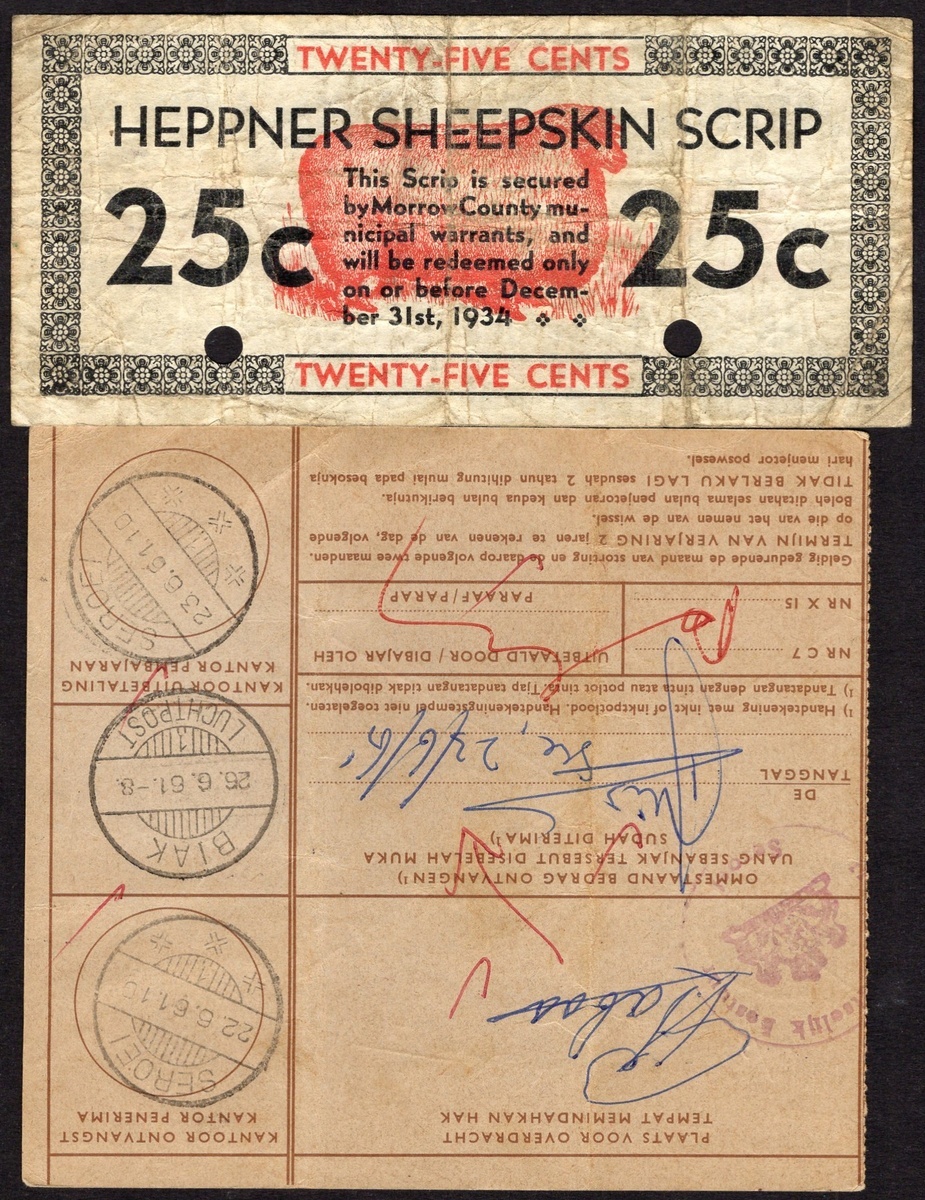 TWENTY-FIVE CENTS
HEPPNER SHEEPSKIN SCRIP
25c
This Scrip is secured
by Morrow County mu-
nicipal warrants, and
will be redeemed only
on or before Decem-
ber 31st, 1934
25c
TWENTY-FIVE CENTS
PLAATS VOOR OVERDRACHT
TEMPAT MEMINDAHKAN HAK
KANTOOR ONTVANGST
KANTOR PENERIMA
SEROEI
22.6.61.10
OMMESTAAND BEDRAG ONTVANGEN¹)
UANG SEBANJAK TERSEBUT DISEBELAH MUKA
SUDAH DITERIMA¹)
DE
TANGGAL
BIAK
26.6.61.-8
LUCHTPOST
¹) Handtekening met inkt of inktpotlood. Handtekeningstempel niet toegelaten.
¹) Tandatangan dengan tinta atau potlot tinta. Tjap tandatangan tidak dibolehkan.
NR C 7
UITBETAALD DOOR / DIBAJAR OLEH
NR X 15
PARAAF/PARAP
KANTOOR UITBETALING
KANTOR PEMBAJARAN
SEROEI
23.6.61.10
Geldig gedurende de maand van storting en de daarop volgende twee maanden.
TERMIJN VAN VERJARING 2 jaren te rekenen van de dag, volgende
op die van het nemen van de wissel.
Boleh ditahan selama bulan penjetoran dan kedua bulan berikutnja.
TIDAK BERLAKU LAGI sesudah 2 tahun dihitung mulai pada besoknja
hari menjetor poswesel.